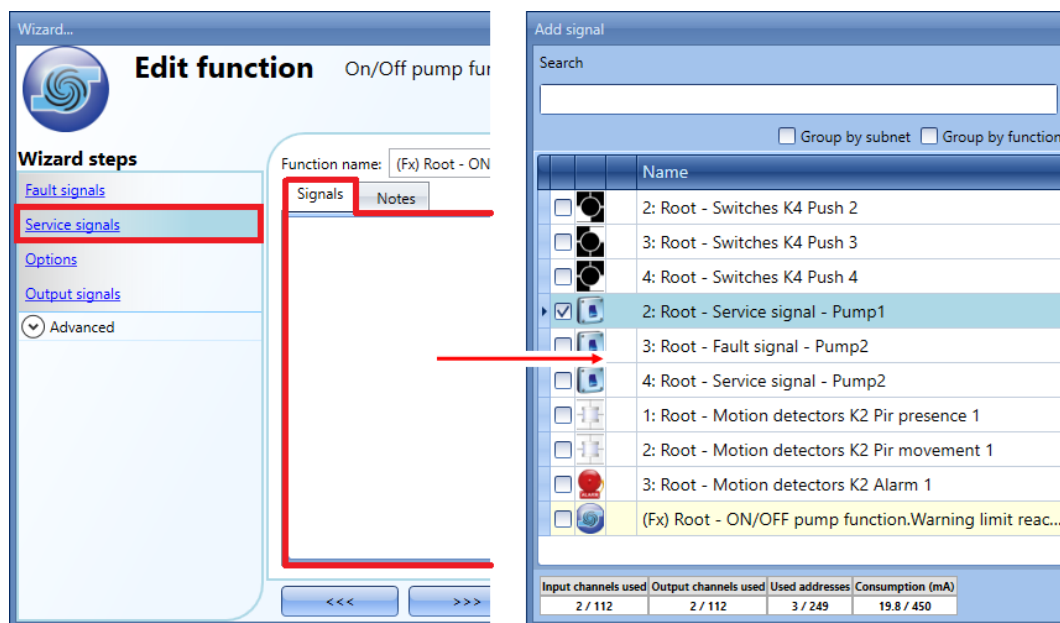 Wizard...
Edit function On/Off pump fur
Wizard steps
Fault signals
Service signals
Options
Output signals
Advanced
Function name: (Fx) Root - ON
Signals Notes
<<< >>>
Add signal
Search
Group by subnet Group by function
Name
2: Root - Switches K4 Push 2
3: Root - Switches K4 Push 3
4: Root - Switches K4 Push 4
2: Root - Service signal - Pump1
3: Root - Fault signal - Pump2
4: Root - Service signal - Pump2
1: Root - Motion detectors K2 Pir presence 1
2: Root - Motion detectors K2 Pir movement 1
ALARM
3: Root - Motion detectors K2 Alarm 1
(Fx) Root - ON/OFF pump function.Warning limit reac...
Input channels used Output channels used Used addresses Consumption (mA)
2 / 112 2 / 112 3 / 249 19.8 / 450